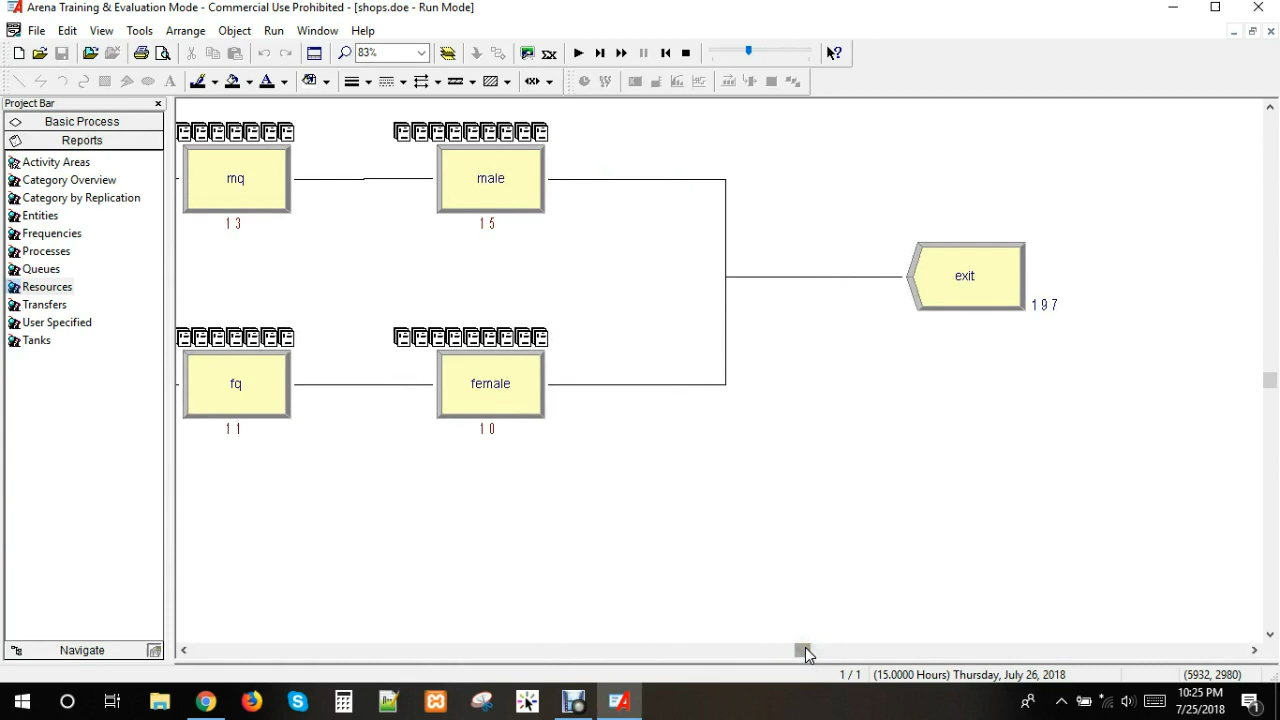 Arena Training & Evaluation Mode - Commercial Use Prohibited - [shops.doe - Run Mode]
File Edit View Tools Arrange Object Run Window Help
83%
Project Bar
Basic Process
Reports
Activity Areas
Category Overview
Category by Replication
Entities
Frequencies
Processes
Queues
Resources
Transfers
User Specified
Tanks
Navigate
mq
13
male
15
exit
197
fq
11
female
10
1 / 1 (15.0000 Hours) Thursday, July 26, 2018 (5932, 2980)
10:25 PM
7/25/2018
1